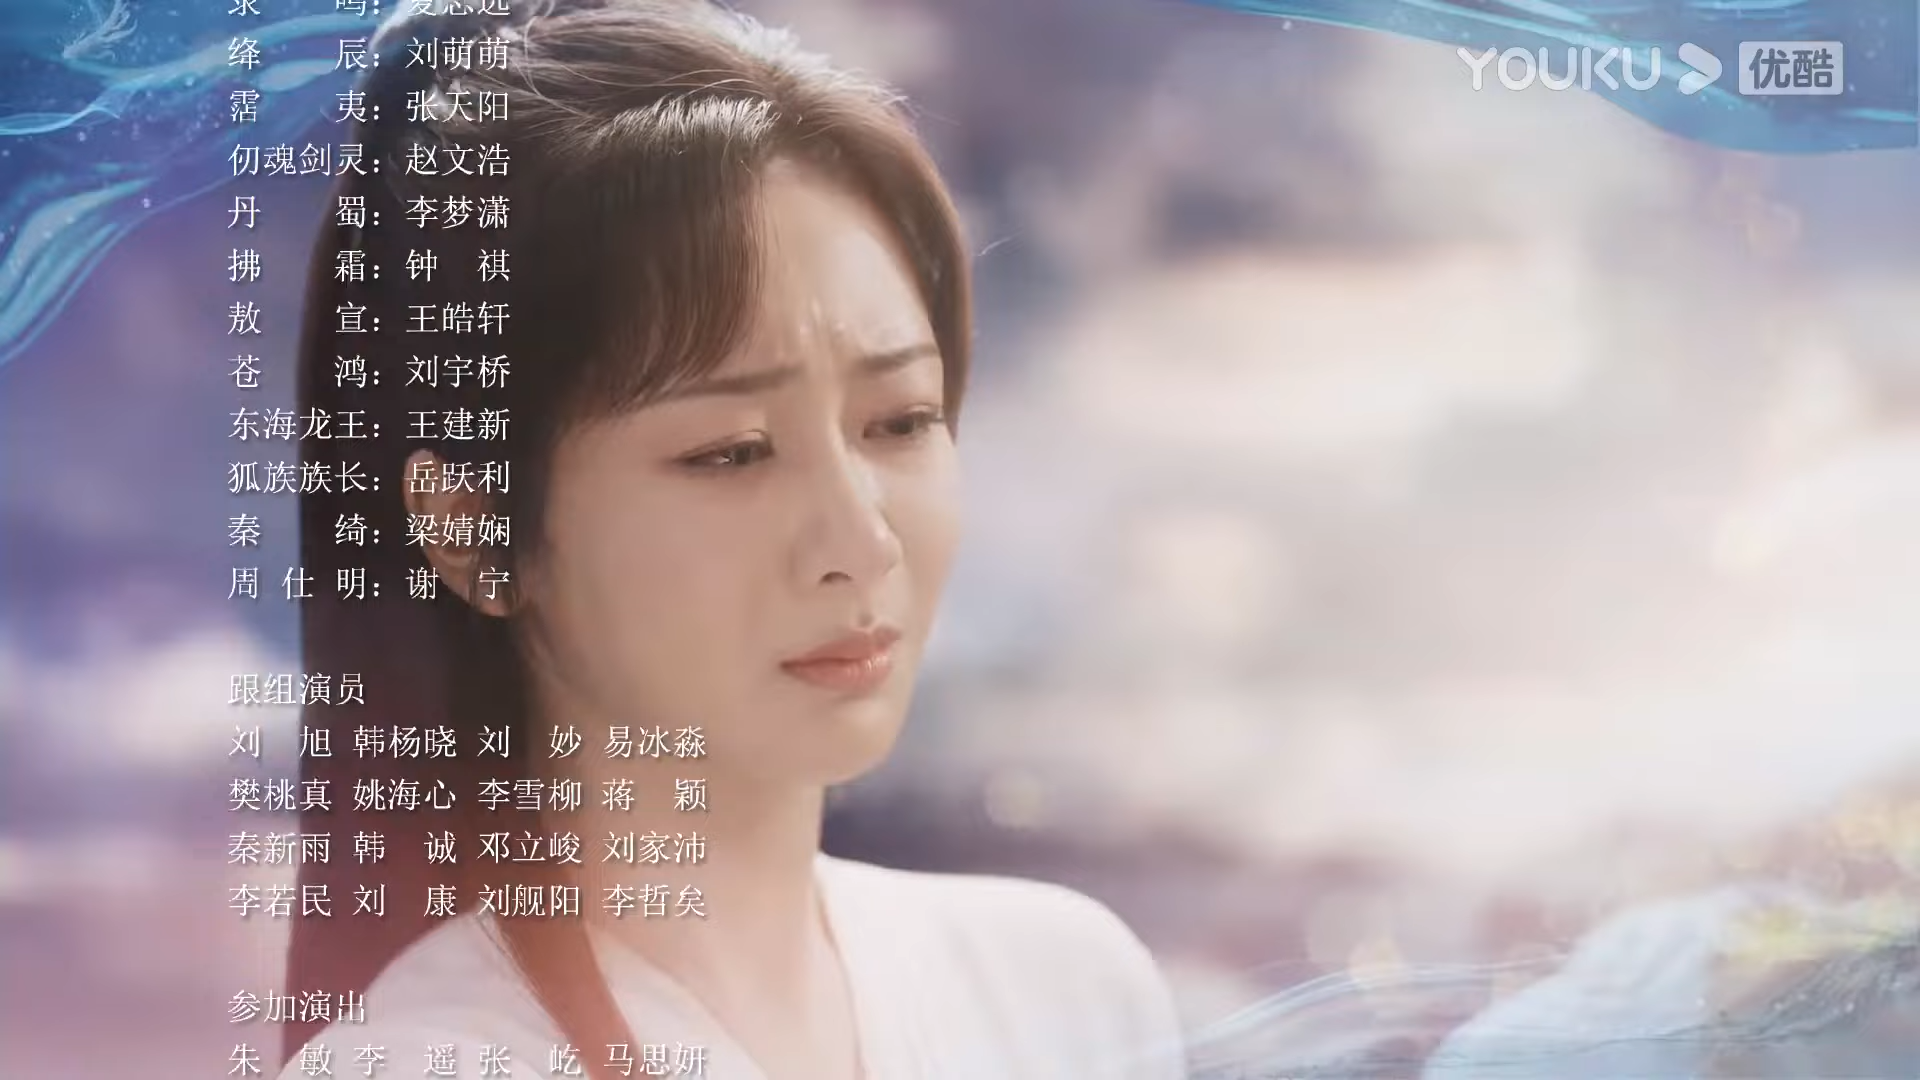 绛 辰：刘萌萌
YOUKU 优酷
霑 夷：张天阳
仞魂剑灵：赵文浩
丹 蜀：李梦潇
拂 霜：钟 祺
敖 宣：王皓轩
苍 鸿：刘宇桥
东海龙王：王建新
狐族族长：岳跃利
秦 绮：梁婧娴
周 仕 明：谢 宁
跟组演员
刘 旭 韩杨晓 刘 妙 易冰淼
樊桃真 姚海心 李雪柳 蒋 颖
秦新雨 韩 诚 邓立峻 刘家沛
李若民 刘 康 刘舰阳 李哲矣
参加演出
朱 敏 李 遥 张 屹 马思妍